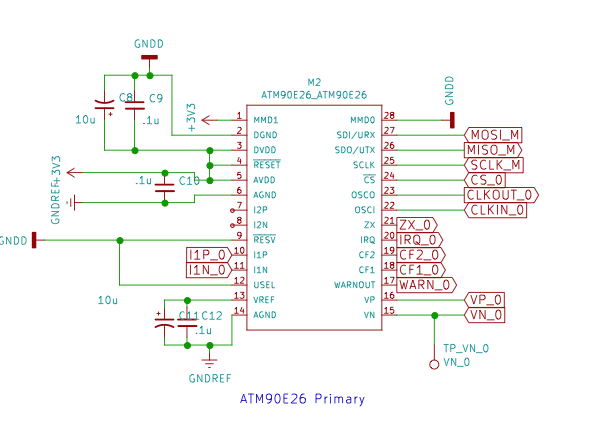 GNDD
M2
ATM90E26_ATM90E26
GNDD
C8 C9
10u .1u
+3V3
1 MMD1 MMD0 28
2 DGND SDI/URX 27 MOSI_M
3 DVDD SDO/UTX 26 MISO_M
4 RESET SCLK 25 SCLK_M
5 AVDD CS 24 CS_0
6 AGND OSCO 23 CLKOUT_0
7 I2P OSCI 22 CLKIN_0
8 I2N ZX 21 ZX_0
9 RESV IRQ 20 IRQ_0
I1P_0 10 I1P CF2 19 CF2_0
I1N_0 11 I1N CF1 18 CF1_0
12 USEL WARNOUT 17 WARN_0
13 VREF VP 16 VP_0
14 AGND VN 15 VN_0
+3V3
.1u C10
GNDREF
GNDD
10u
C11 C12
.1u
GNDREF
TP_VN_0
VN_0
ATM90E26 Primary